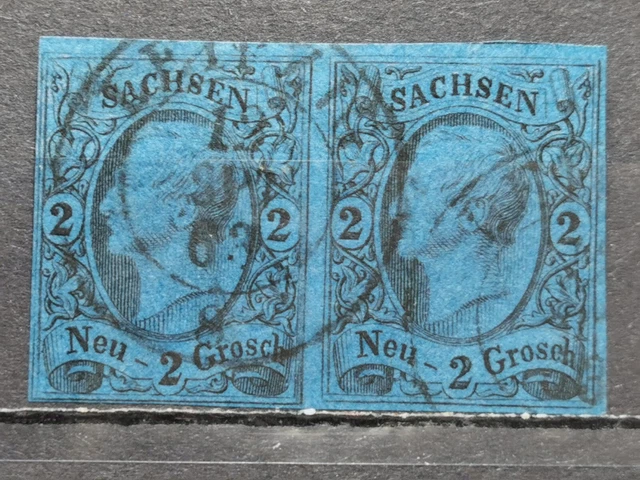 SACHSEN
2 2
Neu - 2 Grosch
SACHSEN
2 2
Neu - 2 Grosch